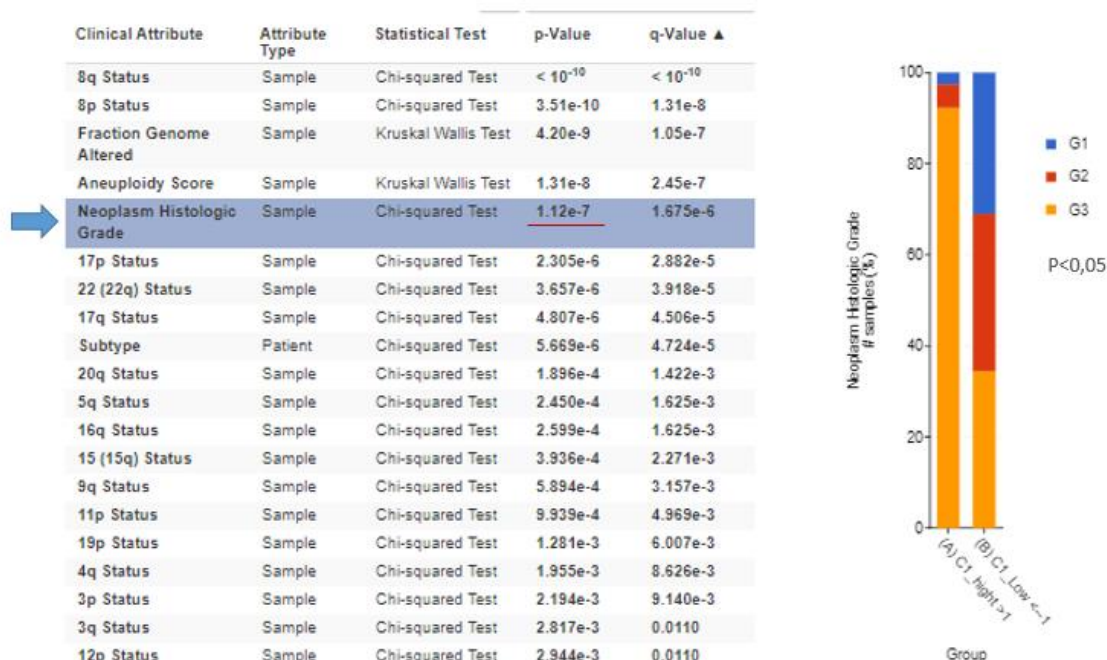 Clinical Attribute Attribute Type Statistical Test p-Value q-Value ▲
8q Status Sample Chi-squared Test < 10⁻¹⁰ < 10⁻¹⁰
8p Status Sample Chi-squared Test 3.51e-10 1.31e-8
Fraction Genome Altered Sample Kruskal Wallis Test 4.20e-9 1.05e-7
Aneuploidy Score Sample Kruskal Wallis Test 1.31e-8 2.45e-7
Neoplasm Histologic Grade Sample Chi-squared Test 1.12e-7 1.675e-6
17p Status Sample Chi-squared Test 2.305e-6 2.882e-5
22 (22q) Status Sample Chi-squared Test 3.657e-6 3.918e-5
17q Status Sample Chi-squared Test 4.807e-6 4.506e-5
Subtype Patient Chi-squared Test 5.669e-6 4.724e-5
20q Status Sample Chi-squared Test 1.896e-4 1.422e-3
5q Status Sample Chi-squared Test 2.450e-4 1.625e-3
16q Status Sample Chi-squared Test 2.599e-4 1.625e-3
15 (15q) Status Sample Chi-squared Test 3.936e-4 2.271e-3
9q Status Sample Chi-squared Test 5.894e-4 3.157e-3
11p Status Sample Chi-squared Test 9.939e-4 4.969e-3
19p Status Sample Chi-squared Test 1.281e-3 6.007e-3
4q Status Sample Chi-squared Test 1.955e-3 8.626e-3
3p Status Sample Chi-squared Test 2.194e-3 9.140e-3
3q Status Sample Chi-squared Test 2.817e-3 0.0110
12p Status Sample Chi-squared Test 2.944e-3 0.0110
Neoplasm Histologic Grade
# samples (%)
100
80
60
40
20
0
(A) C1_hight >1
(B) C1_Low <-1
Group
G1
G2
G3
P<0,05